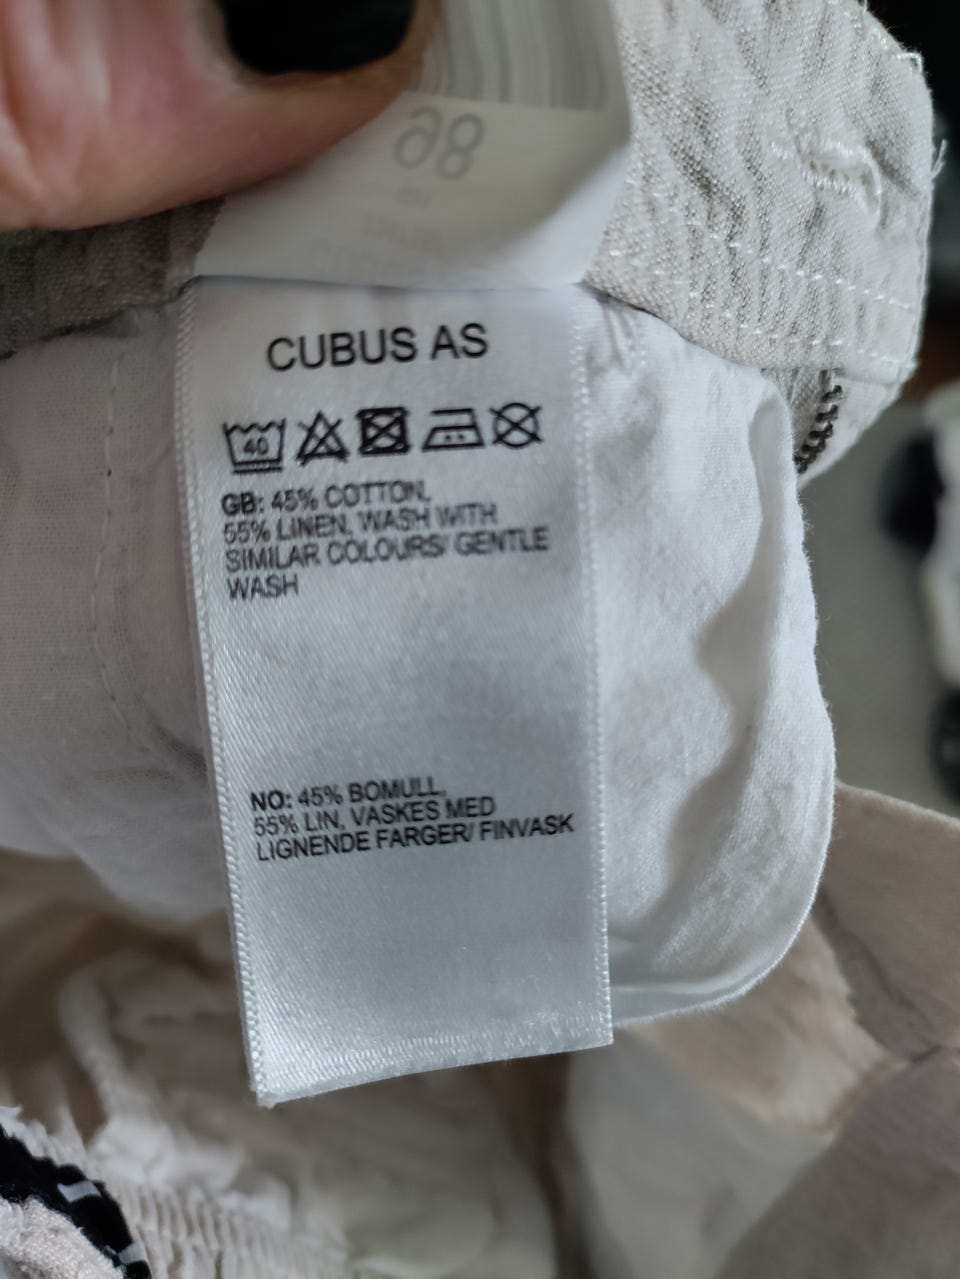 CUBUS AS
40
GB: 45% COTTON,
55% LINEN, WASH WITH
SIMILAR COLOURS/ GENTLE
WASH
NO: 45% BOMULL,
55% LIN, VASKES MED
LIGNENDE FARGER/ FINVASK